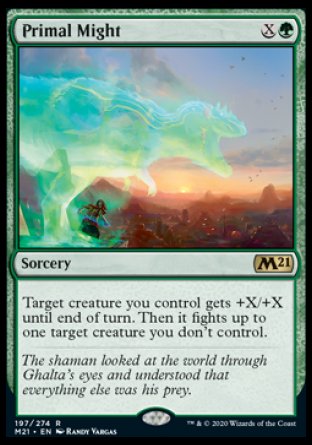 Primal Might X
Sorcery M21
Target creature you control gets +X/+X
until end of turn. Then it fights up to
one target creature you don't control.
The shaman looked at the world through
Ghalta's eyes and understood that
everything else was his prey.
197/274 R
M21 • EN RANDY VARGAS ™ & © 2020 Wizards of the Coast